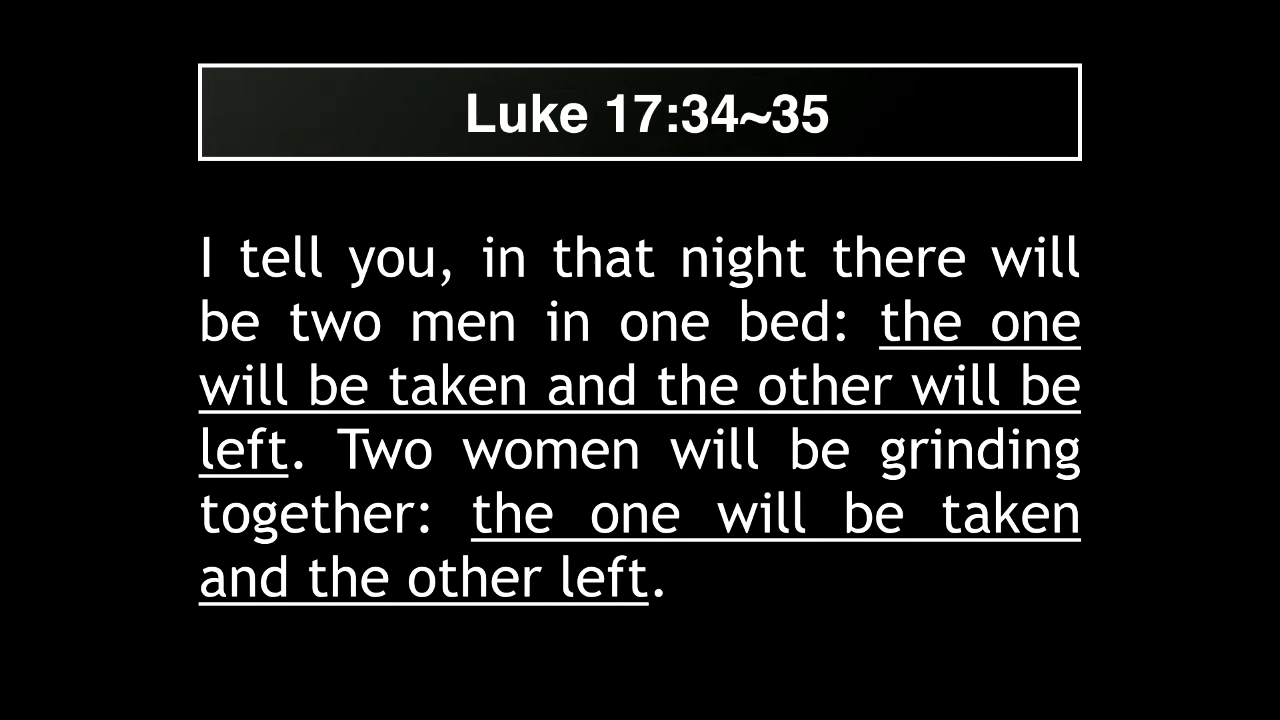 Luke 17:34~35
I tell you, in that night there will
be two men in one bed: the one
will be taken and the other will be
left. Two women will be grinding
together: the one will be taken
and the other left.